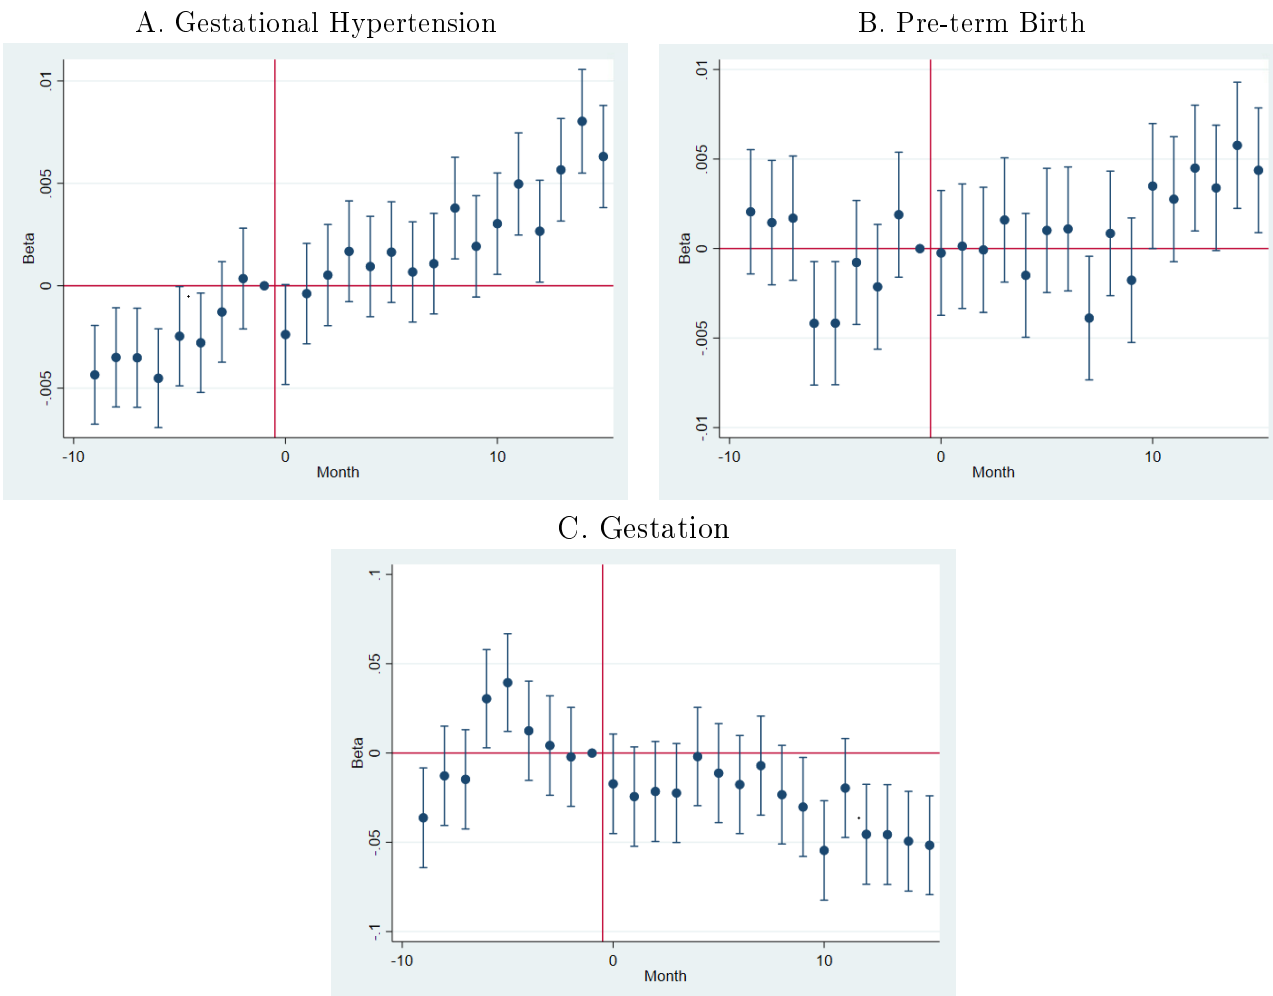 A. Gestational Hypertension
.01
.005
0
-.005
Beta
-10 0 10
Month
B. Pre-term Birth
.01
.005
0
-.005
-.01
Beta
-10 0 10
Month
C. Gestation
.1
.05
0
-.05
-.1
Beta
-10 0 10
Month